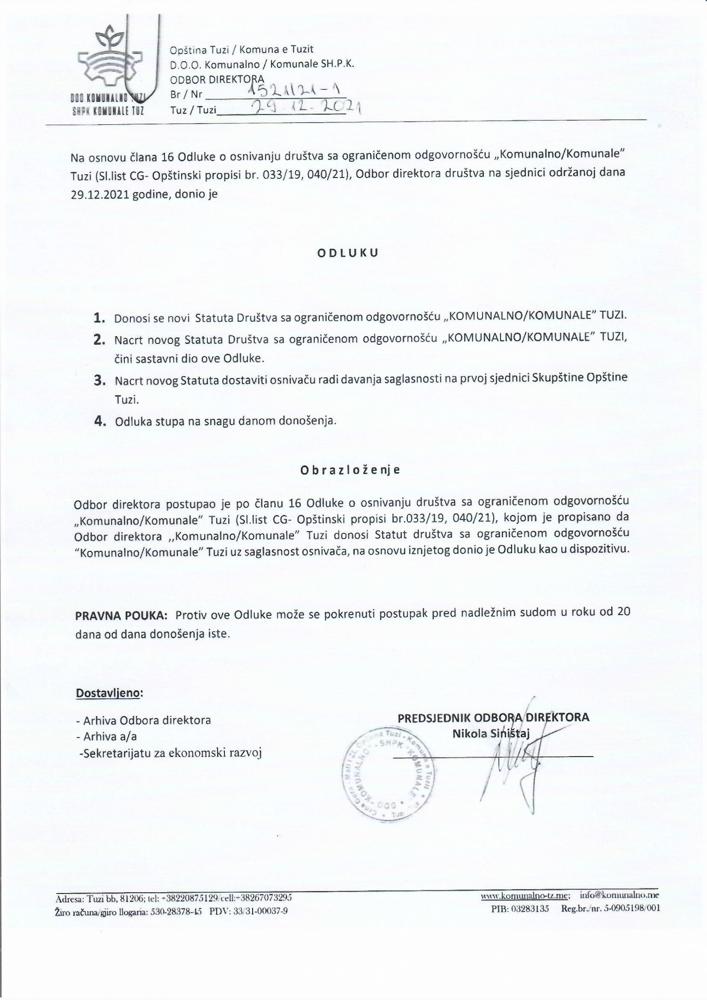 Opština Tuzi / Komuna e Tuzit
D.O.O. Komunalno / Komunale SH.P.K.
ODBOR DIREKTORA
Br / Nr 1521/21-1
Tuz / Tuzi 29 12. 2021
DOO KOMUNALNO TUZI
SHPK KOMUNALE TUZ
Na osnovu člana 16 Odluke o osnivanju društva sa ograničenom odgovornošću „Komunalno/Komunale”
Tuzi (Sl.list CG- Opštinski propisi br. 033/19, 040/21), Odbor direktora društva na sjednici održanoj dana
29.12.2021 godine, donio je
O D L U K U
1. Donosi se novi Statuta Društva sa ograničenom odgovornošću „KOMUNALNO/KOMUNALE” TUZI.
2. Nacrt novog Statuta Društva sa ograničenom odgovornošću „KOMUNALNO/KOMUNALE” TUZI,
čini sastavni dio ove Odluke.
3. Nacrt novog Statuta dostaviti osnivaču radi davanja saglasnosti na prvoj sjednici Skupštine Opštine
Tuzi.
4. Odluka stupa na snagu danom donošenja.
O b r a z l o ž e nj e
Odbor direktora postupao je po članu 16 Odluke o osnivanju društva sa ograničenom odgovornošću
„Komunalno/Komunale” Tuzi (Sl.list CG- Opštinski propisi br.033/19, 040/21), kojom je propisano da
Odbor direktora ,,Komunalno/Komunale” Tuzi donosi Statut društva sa ograničenom odgovornošću
“Komunalno/Komunale” Tuzi uz saglasnost osnivača, na osnovu iznjetog donio je Odluku kao u dispozitivu.
PRAVNA POUKA: Protiv ove Odluke može se pokrenuti postupak pred nadležnim sudom u roku od 20
dana od dana donošenja iste.
Dostavljeno:
- Arhiva Odbora direktora
- Arhiva a/a
-Sekretarijatu za ekonomski razvoj
PREDSJEDNIK ODBORA DIREKTORA
Nikola Siništaj
Crna Gora - Mali i Zi, Opština Tuzi - Komuna e Tuzit • Tuzi •
DOO "KOMUNALNO" - SHPK "KOMUNALE" •
Adresa: Tuzi bb, 81206; tel: +38220875129/cell:+38267073295
Žiro računa/gjiro llogaria: 530-28378-45 PDV: 33/31-00037-9
www.komunalno-tz.me; info@komunalno.me
PIB: 03283135 Reg.br./nr. 5-0905198/001